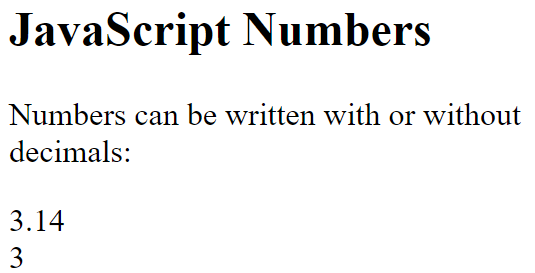 JavaScript Numbers
Numbers can be written with or without
decimals:
3.14
3